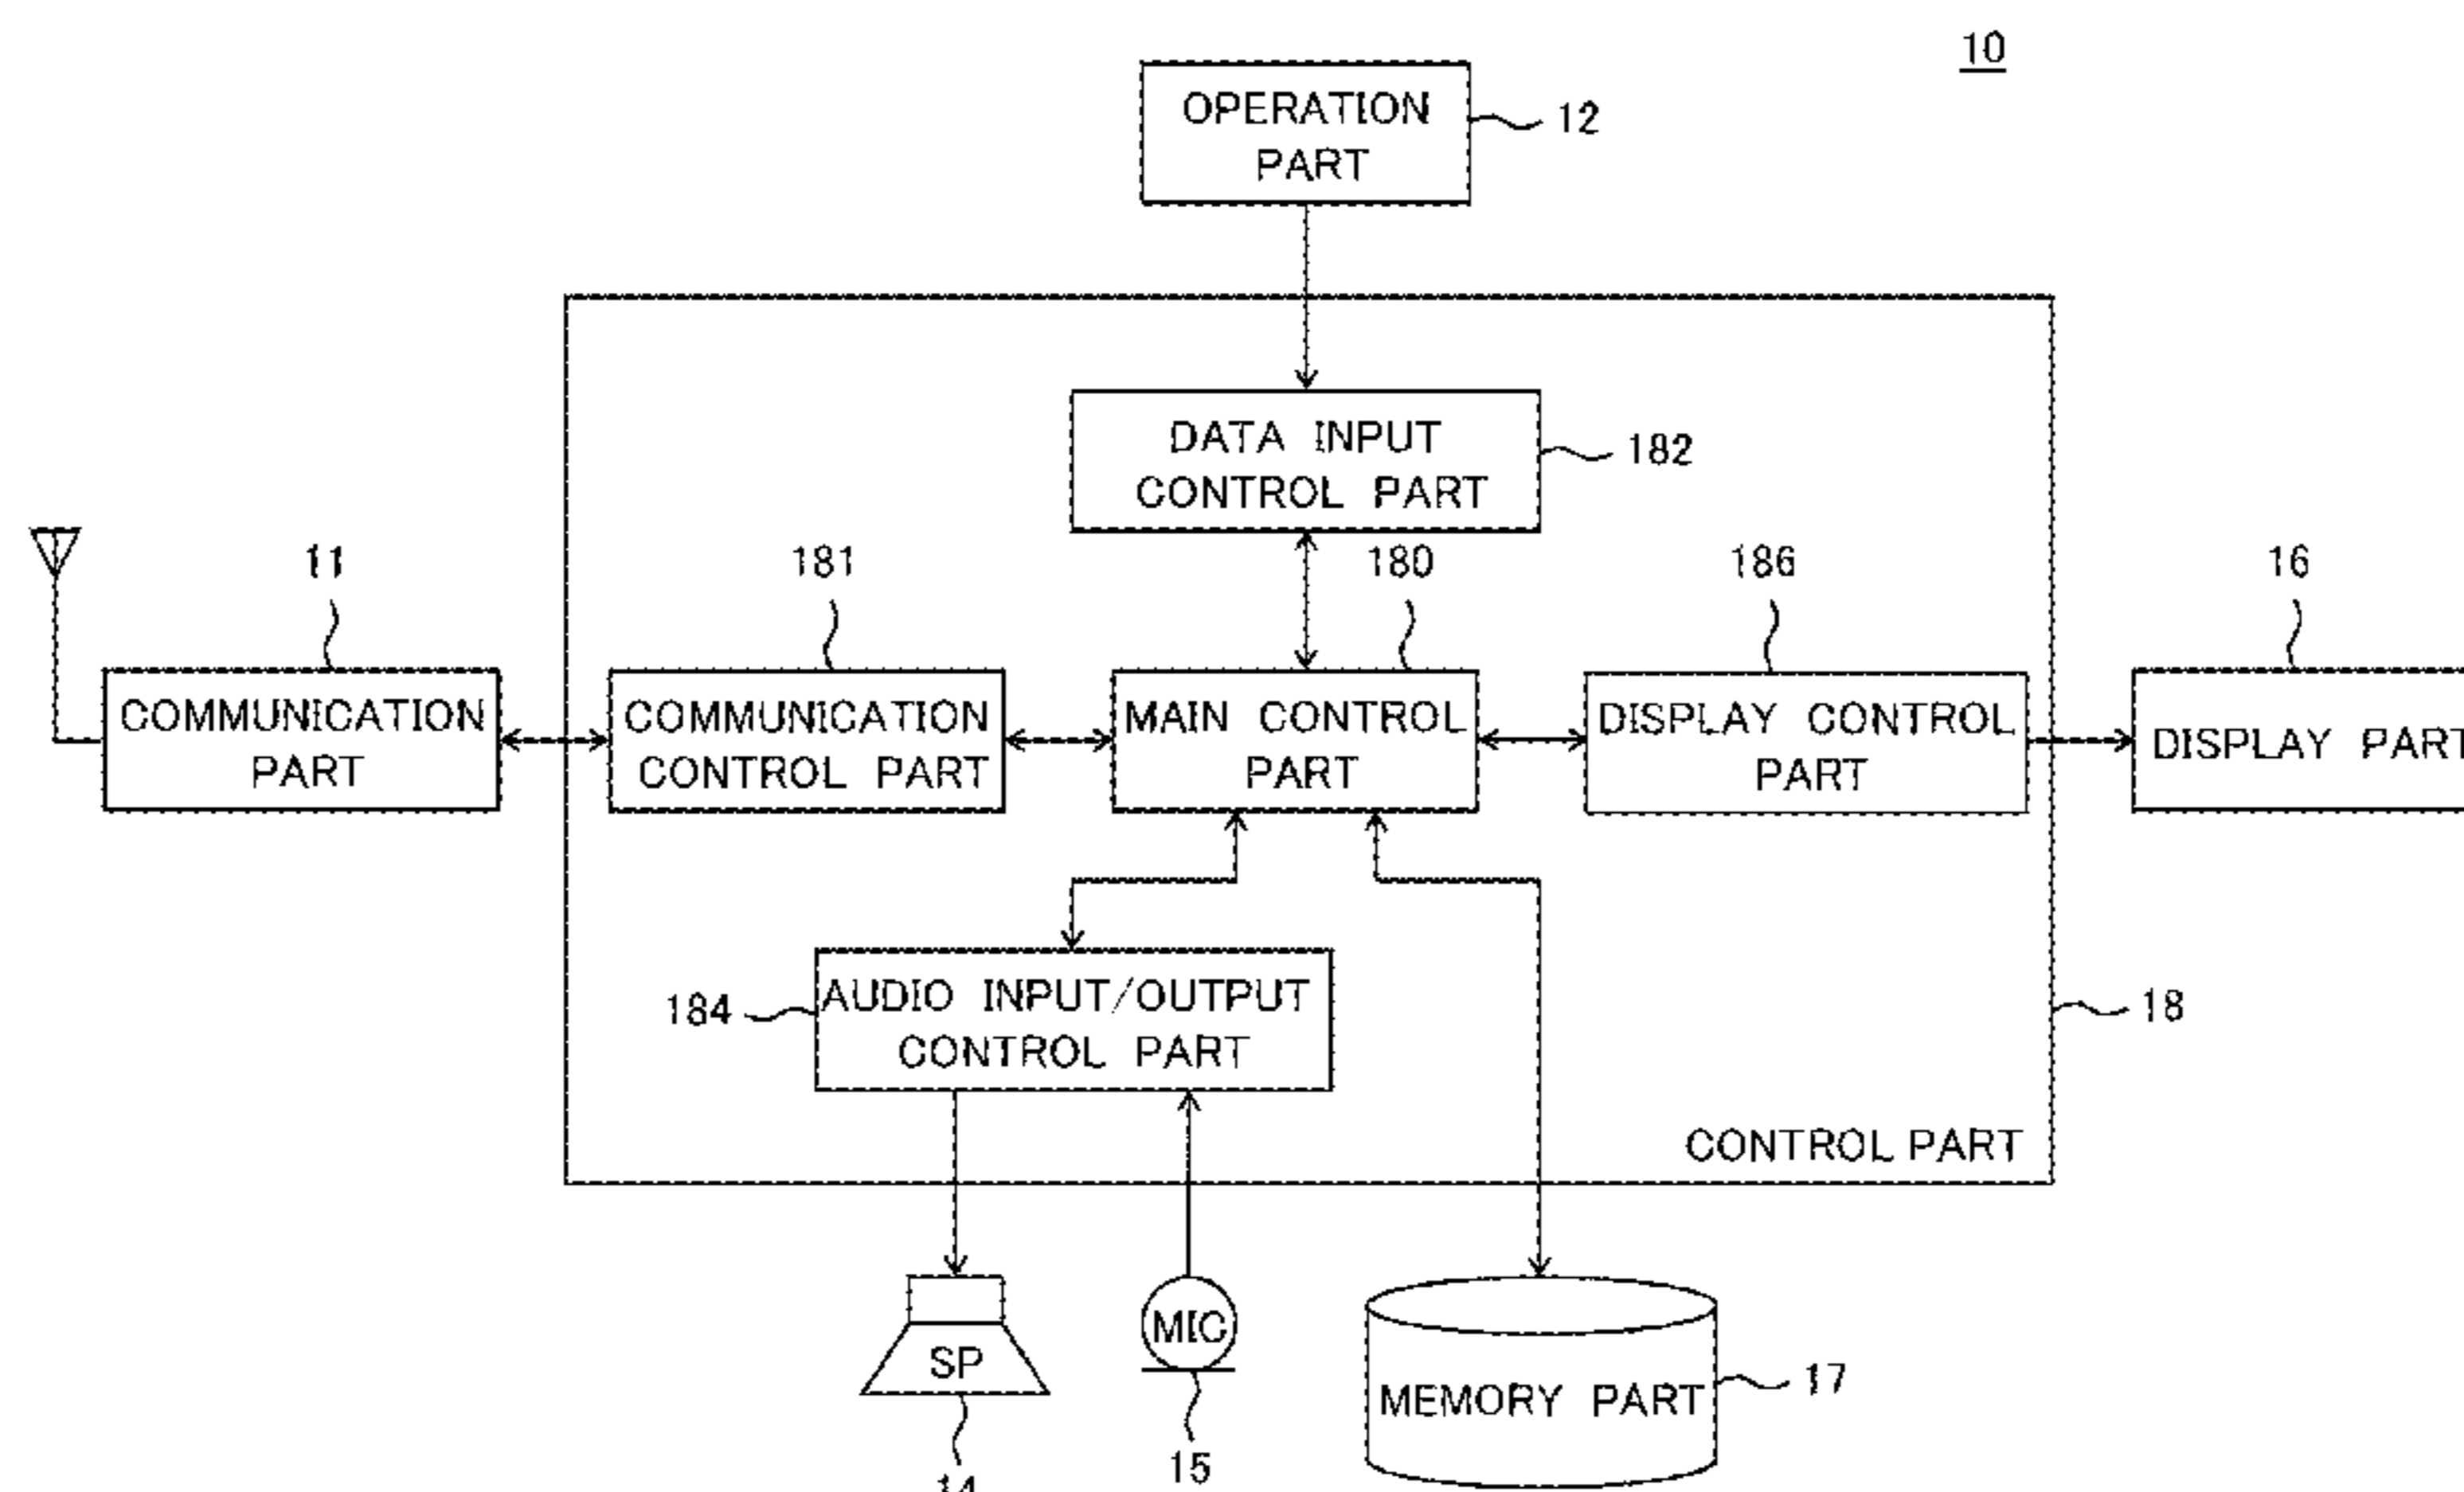 10
OPERATION
PART
12
DATA INPUT
CONTROL PART
182
11
181
180
186
16
COMMUNICATION
PART
COMMUNICATION
CONTROL PART
MAIN CONTROL
PART
DISPLAY CONTROL
PART
DISPLAY PART
184
AUDIO INPUT/OUTPUT
CONTROL PART
18
CONTROL PART
SP
MIC
MEMORY PART
17
14
15